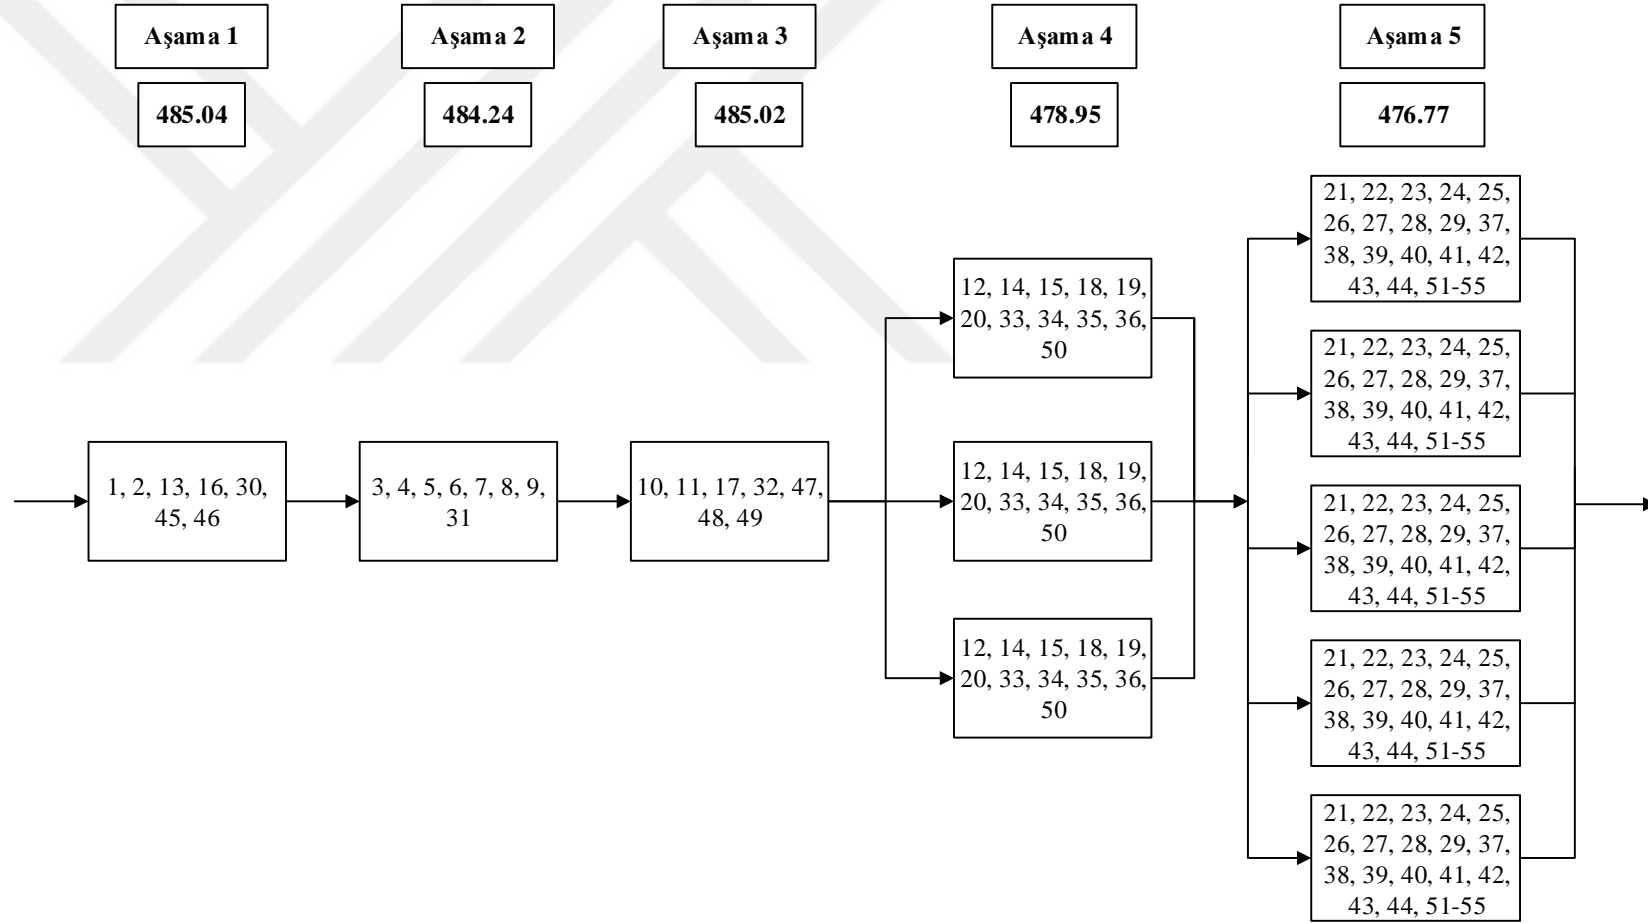 Aşama 1
Aşama 2
Aşama 3
Aşama 4
Aşama 5
485.04
484.24
485.02
478.95
476.77
1, 2, 13, 16, 30,
45, 46
3, 4, 5, 6, 7, 8, 9,
31
10, 11, 17, 32, 47,
48, 49
12, 14, 15, 18, 19,
20, 33, 34, 35, 36,
50
12, 14, 15, 18, 19,
20, 33, 34, 35, 36,
50
12, 14, 15, 18, 19,
20, 33, 34, 35, 36,
50
21, 22, 23, 24, 25,
26, 27, 28, 29, 37,
38, 39, 40, 41, 42,
43, 44, 51-55
21, 22, 23, 24, 25,
26, 27, 28, 29, 37,
38, 39, 40, 41, 42,
43, 44, 51-55
21, 22, 23, 24, 25,
26, 27, 28, 29, 37,
38, 39, 40, 41, 42,
43, 44, 51-55
21, 22, 23, 24, 25,
26, 27, 28, 29, 37,
38, 39, 40, 41, 42,
43, 44, 51-55
21, 22, 23, 24, 25,
26, 27, 28, 29, 37,
38, 39, 40, 41, 42,
43, 44, 51-55